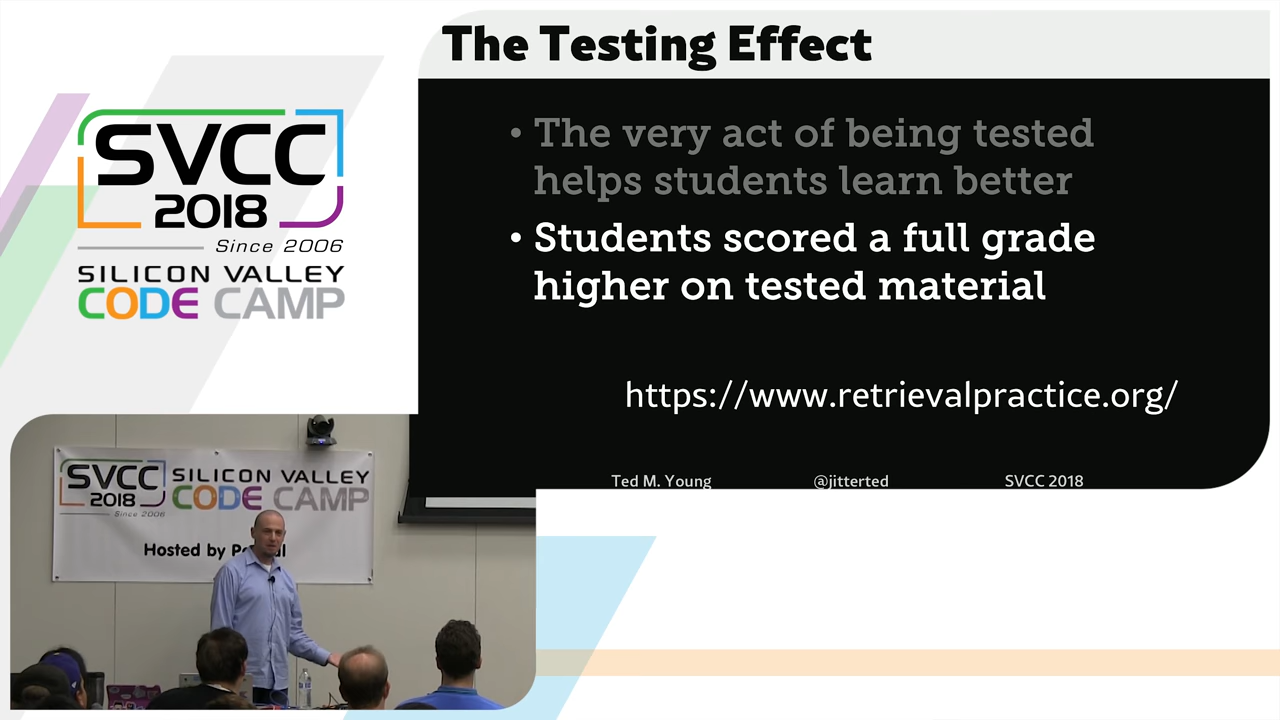 The Testing Effect
SVCC
2018
Since 2006
SILICON VALLEY
CODE CAMP
• The very act of being tested
helps students learn better
• Students scored a full grade
higher on tested material
https://www.retrievalpractice.org/
Ted M. Young @jitterted SVCC 2018
SVCC
2018
Since 2006
SILICON VALLEY
CODE CAMP
Hosted by